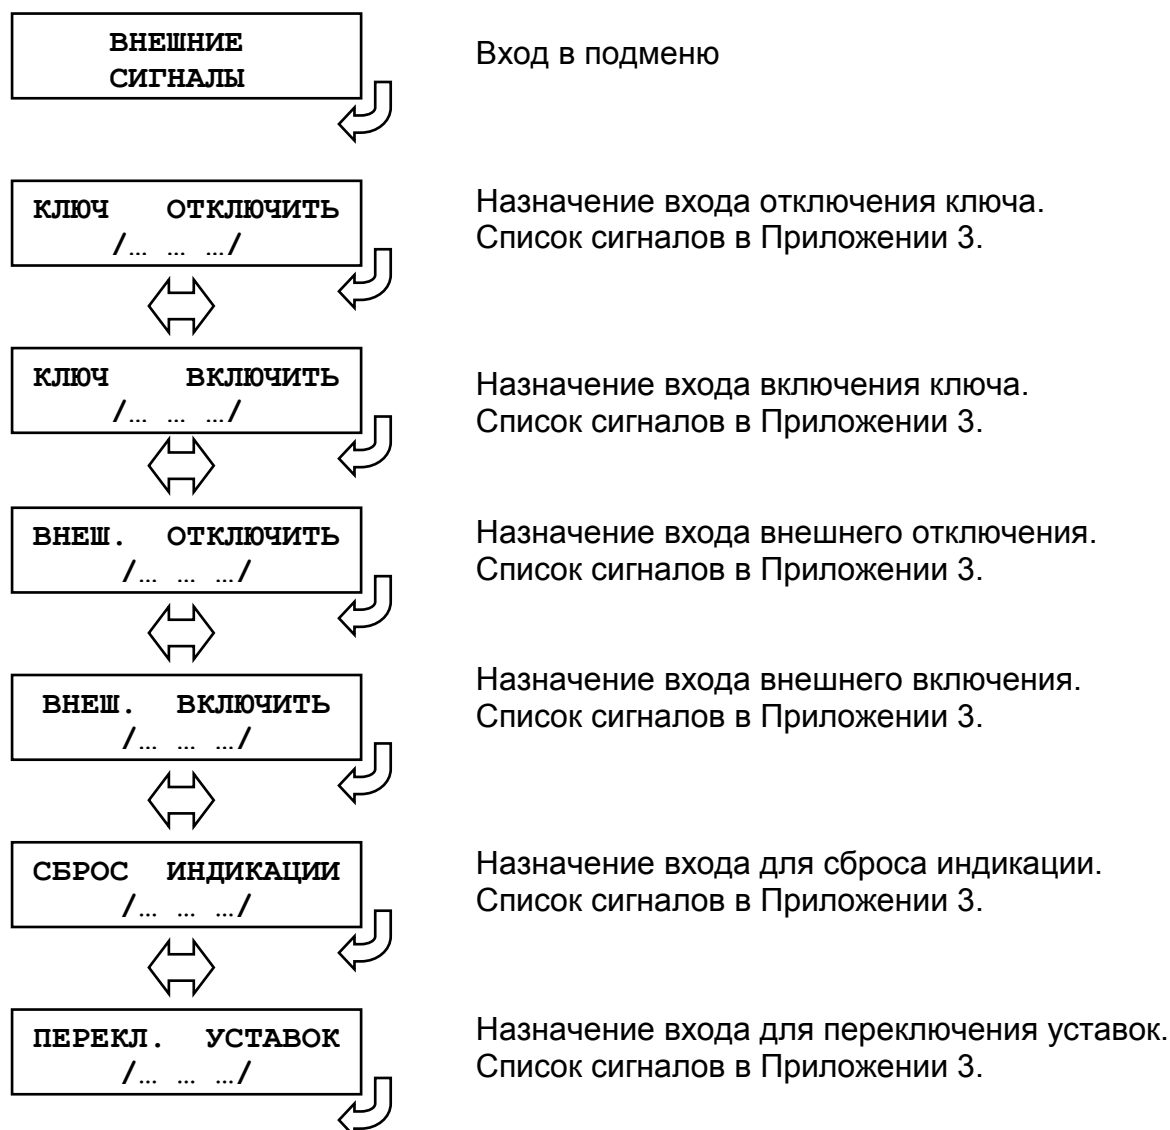 ВНЕШНИЕ
СИГНАЛЫ
Вход в подменю
КЛЮЧ ОТКЛЮЧИТЬ
/… … …/
Назначение входа отключения ключа.
Список сигналов в Приложении 3.
КЛЮЧ ВКЛЮЧИТЬ
/… … …/
Назначение входа включения ключа.
Список сигналов в Приложении 3.
ВНЕШ. ОТКЛЮЧИТЬ
/… … …/
Назначение входа внешнего отключения.
Список сигналов в Приложении 3.
ВНЕШ. ВКЛЮЧИТЬ
/… … …/
Назначение входа внешнего включения.
Список сигналов в Приложении 3.
СБРОС ИНДИКАЦИИ
/… … …/
Назначение входа для сброса индикации.
Список сигналов в Приложении 3.
ПЕРЕКЛ. УСТАВОК
/… … …/
Назначение входа для переключения уставок.
Список сигналов в Приложении 3.